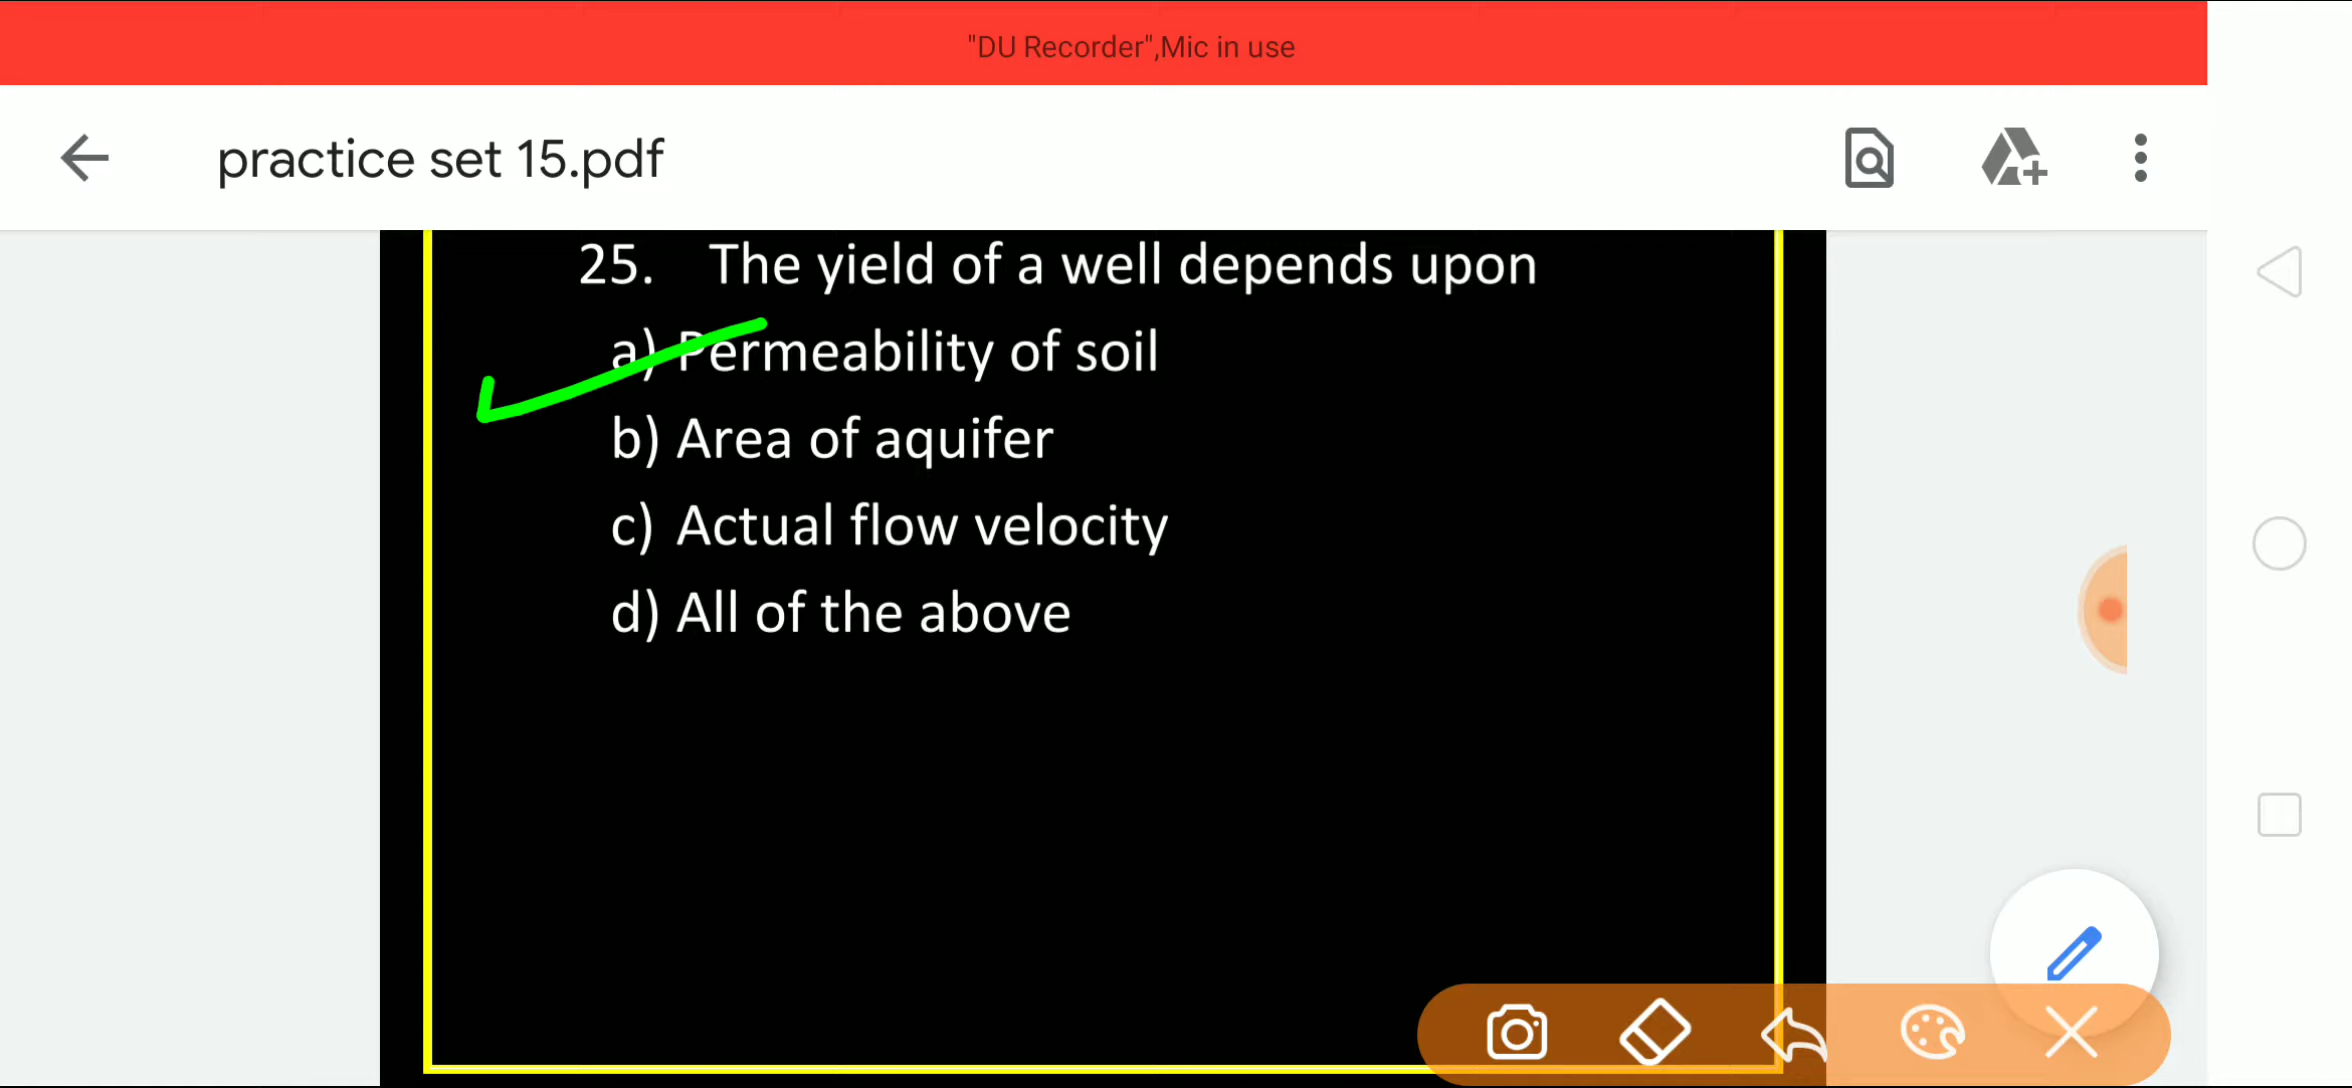 "DU Recorder",Mic in use
practice set 15.pdf
25. The yield of a well depends upon
a) Permeability of soil
b) Area of aquifer
c) Actual flow velocity
d) All of the above